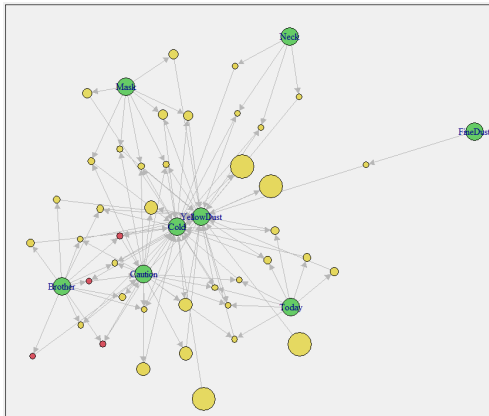 Neck
Mask
FineDust
YellowDust
Cold
Caution
Brother
Today